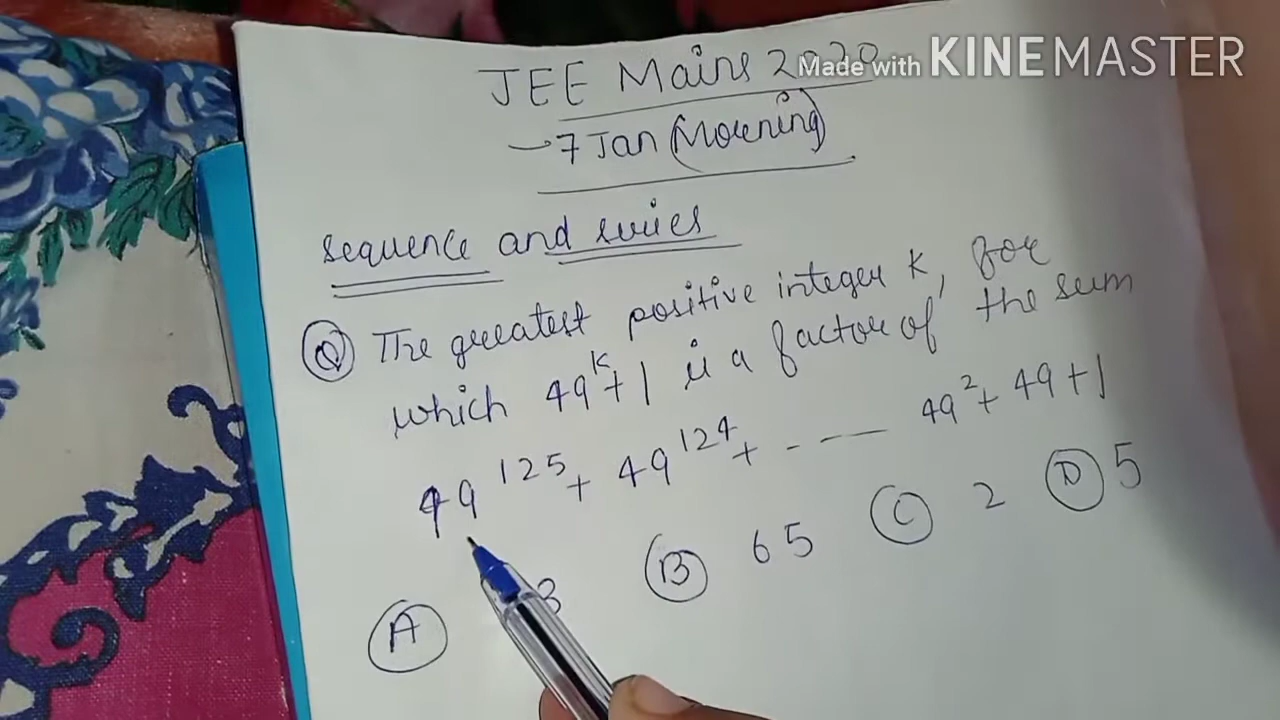 JEE Mains 2020
Made with KINEMASTER
-7 Jan (Morning)
Sequence and series
Q The greatest positive integer K, for
which 49^K+1 is a factor of the sum
49^125 + 49^124 + - - - — 49^2 + 49 + 1
A 3 B 65 C 2 D 5